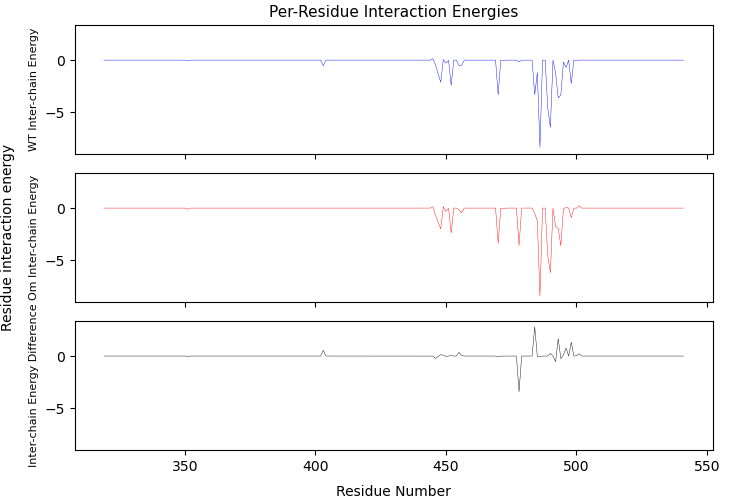 Per-Residue Interaction Energies
Residue interaction energy
WT Inter-chain Energy
0
−5
Om Inter-chain Energy
0
−5
Inter-chain Energy Difference
0
−5
350
400
450
500
550
Residue Number